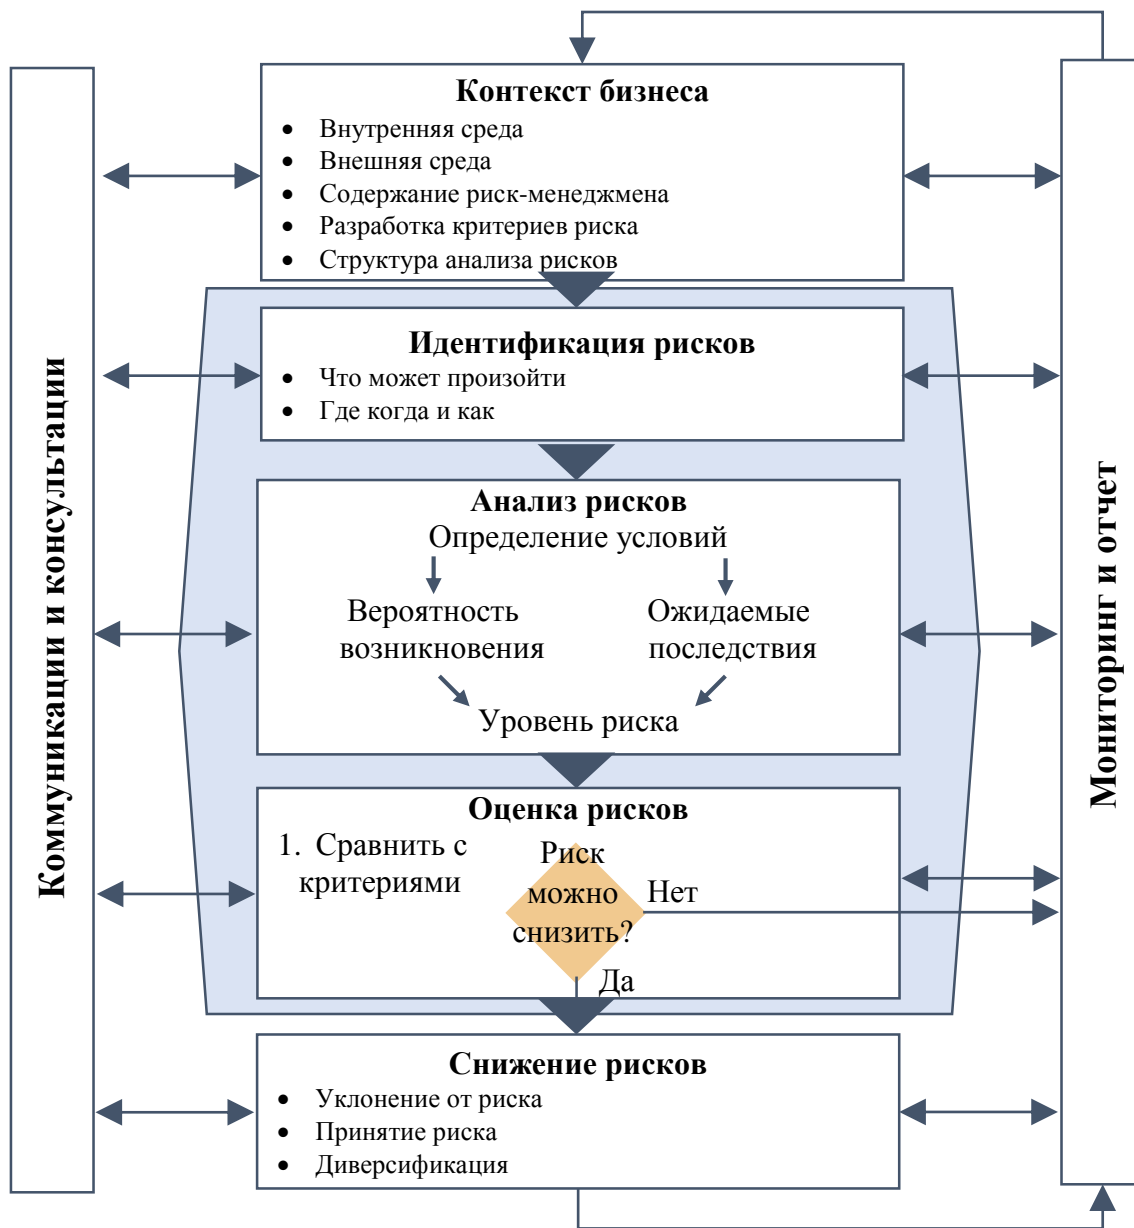 Контекст бизнеса
• Внутренняя среда
• Внешняя среда
• Содержание риск-менеджмена
• Разработка критериев риска
• Структура анализа рисков
Коммуникации и консультации
Идентификация рисков
• Что может произойти
• Где когда и как
Мониторинг и отчет
Анализ рисков
Определение условий
Вероятность
возникновения
Ожидаемые
последствия
Уровень риска
Оценка рисков
1. Сравнить с
критериями
Риск
можно
снизить?
Нет
Да
Снижение рисков
• Уклонение от риска
• Принятие риска
• Диверсификация